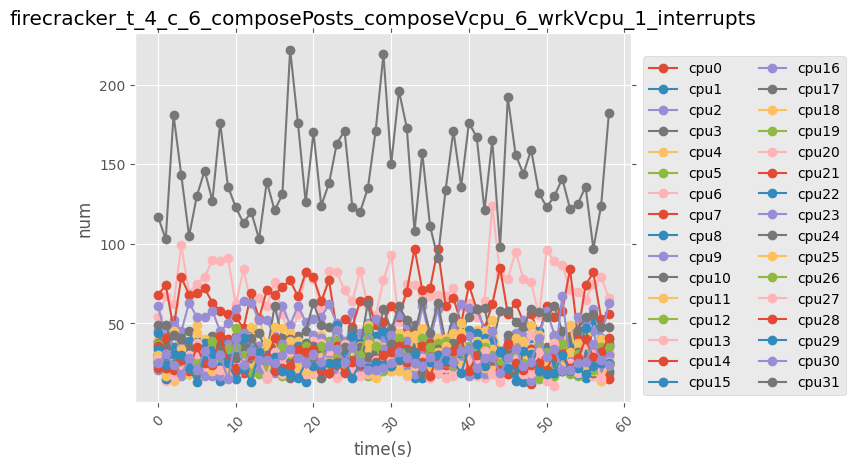 firecracker_t_4_c_6_composePosts_composeVcpu_6_wrkVcpu_1_interrupts
200
150
100
50
num
0
10
20
30
40
50
60
time(s)
cpu0
cpu1
cpu2
cpu3
cpu4
cpu5
cpu6
cpu7
cpu8
cpu9
cpu10
cpu11
cpu12
cpu13
cpu14
cpu15
cpu16
cpu17
cpu18
cpu19
cpu20
cpu21
cpu22
cpu23
cpu24
cpu25
cpu26
cpu27
cpu28
cpu29
cpu30
cpu31